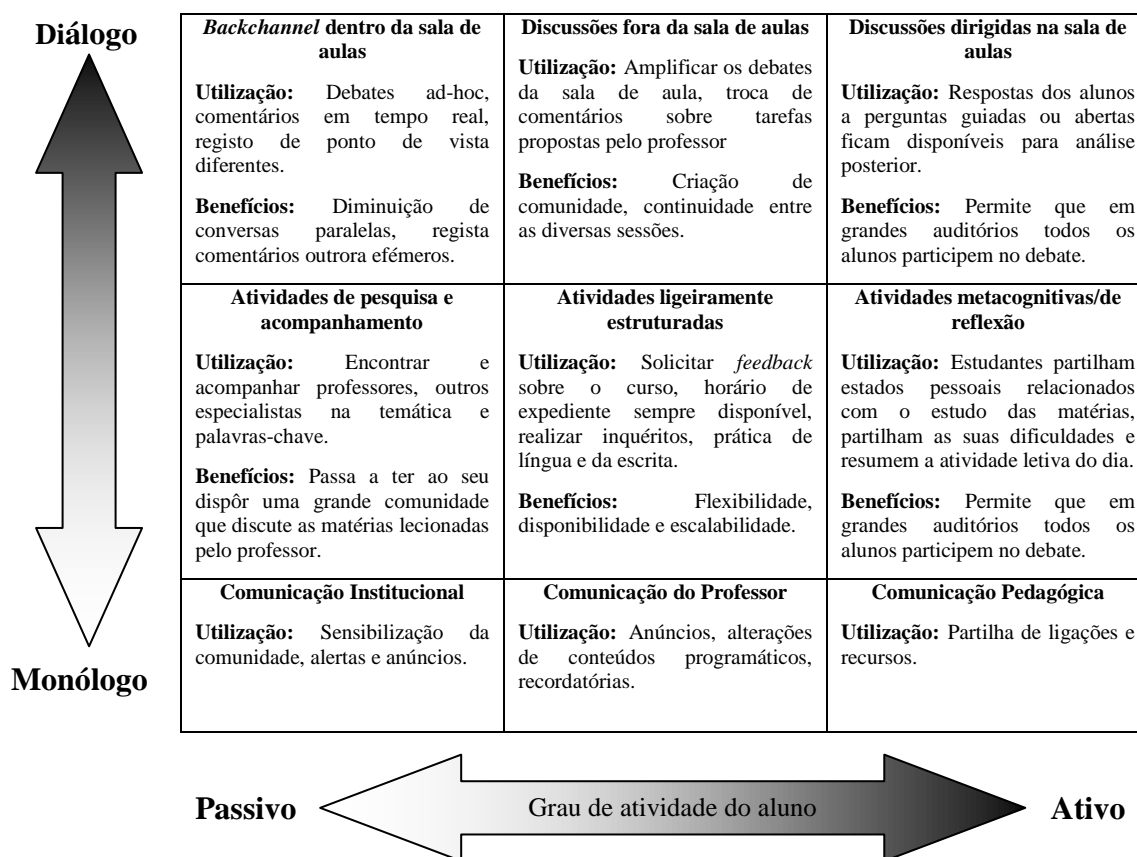 Diálogo
Backchannel dentro da sala de
aulas
Utilização: Debates ad-hoc,
comentários em tempo real,
registo de ponto de vista
diferentes.
Benefícios: Diminuição de
conversas paralelas, regista
comentários outrora efémeros.
Discussões fora da sala de aulas
Utilização: Amplificar os debates
da sala de aula, troca de
comentários sobre tarefas
propostas pelo professor
Benefícios: Criação de
comunidade, continuidade entre
as diversas sessões.
Discussões dirigidas na sala de
aulas
Utilização: Respostas dos alunos
a perguntas guiadas ou abertas
ficam disponíveis para análise
posterior.
Benefícios: Permite que em
grandes auditórios todos os
alunos participem no debate.
Atividades de pesquisa e
acompanhamento
Utilização: Encontrar e
acompanhar professores, outros
especialistas na temática e
palavras-chave.
Benefícios: Passa a ter ao seu
dispôr uma grande comunidade
que discute as matérias lecionadas
pelo professor.
Atividades ligeiramente
estruturadas
Utilização: Solicitar feedback
sobre o curso, horário de
expediente sempre disponível,
realizar inquéritos, prática de
língua e da escrita.
Benefícios: Flexibilidade,
disponibilidade e escalabilidade.
Atividades metacognitivas/de
reflexão
Utilização: Estudantes partilham
estados pessoais relacionados
com o estudo das matérias,
partilham as suas dificuldades e
resumem a atividade letiva do dia.
Benefícios: Permite que em
grandes auditórios todos os
alunos participem no debate.
Monólogo
Comunicação Institucional
Utilização: Sensibilização da
comunidade, alertas e anúncios.
Comunicação do Professor
Utilização: Anúncios, alterações
de conteúdos programáticos,
recordatórias.
Comunicação Pedagógica
Utilização: Partilha de ligações e
recursos.
Passivo
Grau de atividade do aluno
Ativo